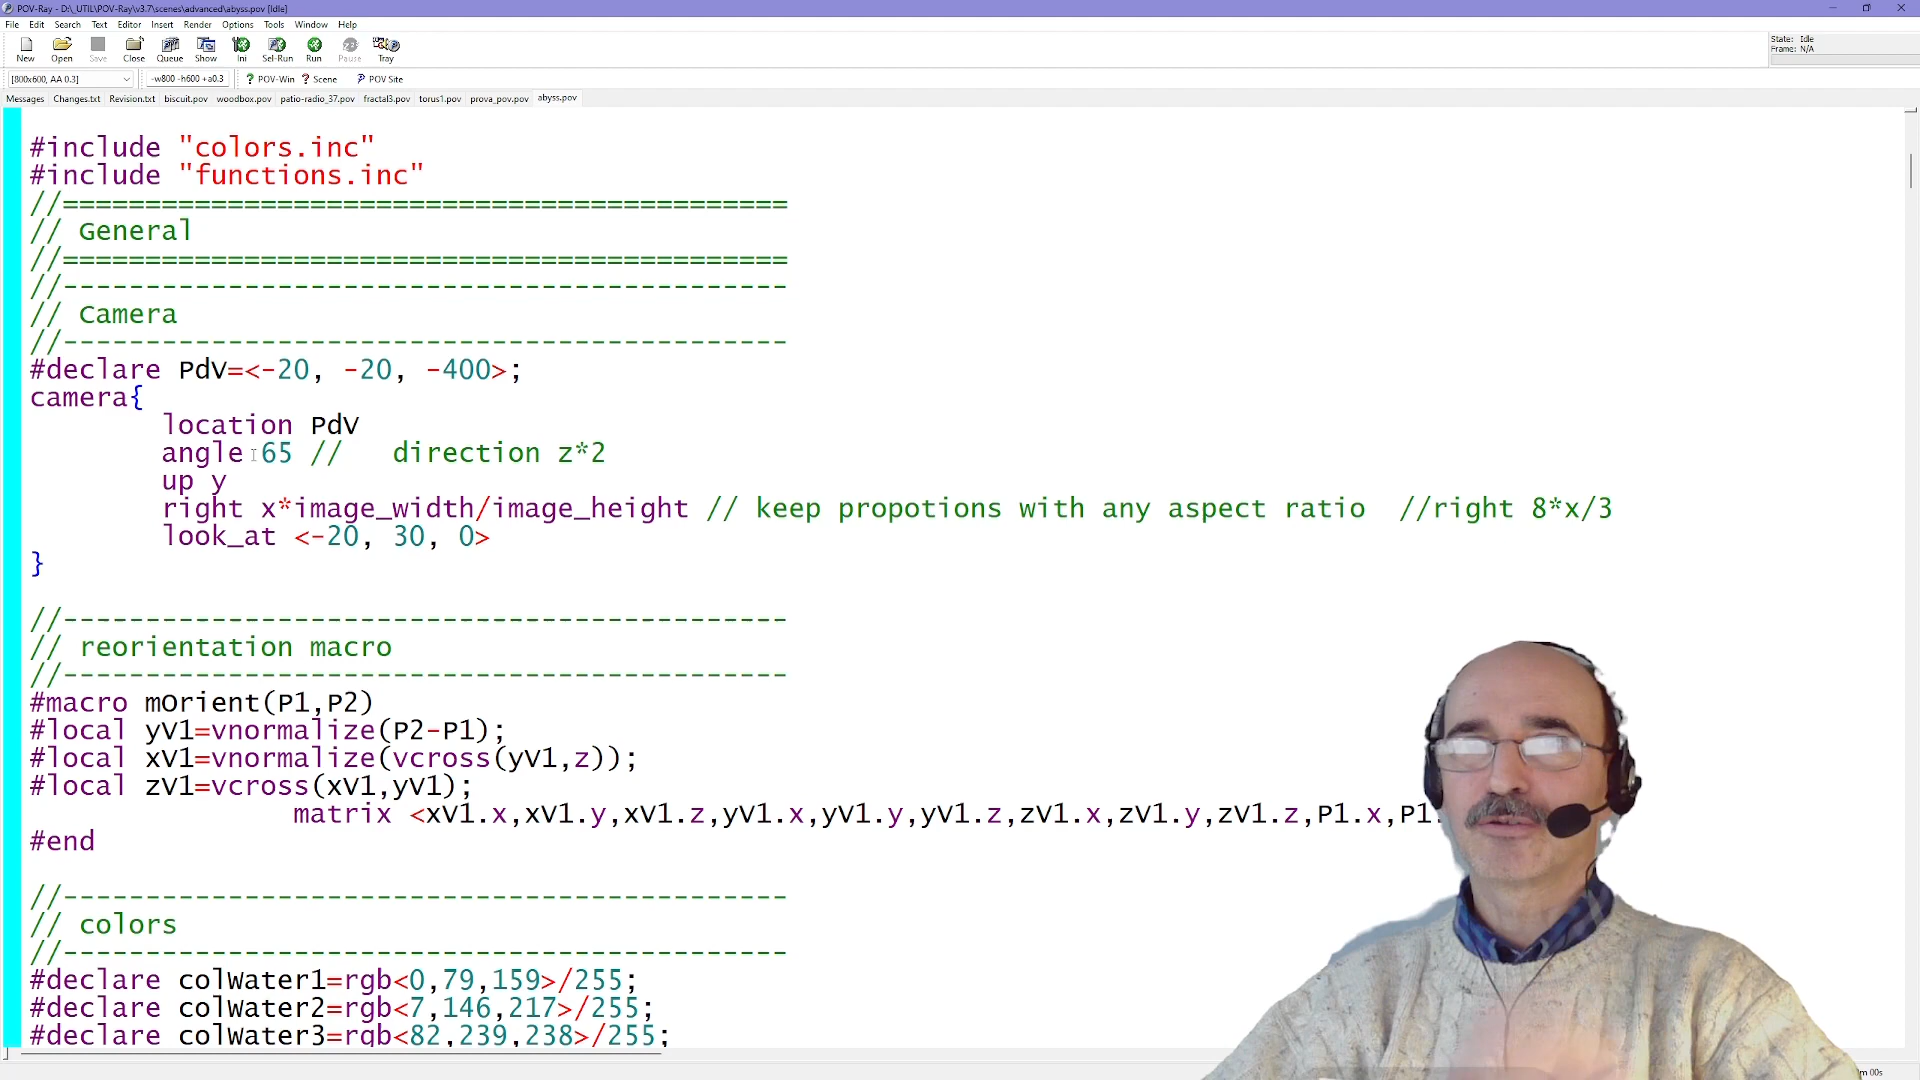 POV-Ray - D:\_UTIL\POV-Ray\v3.7\scenes\advanced\abyss.pov [Idle]
File Edit Search Text Editor Insert Render Options Tools Window Help
New Open Save Close Queue Show Ini Sel-Run Run Pause Tray
State: Idle
Frame: N/A
[800x600, AA 0.3] -w800 -h600 +a0.3 ? POV-Win ? Scene POV Site
Messages Changes.txt Revision.txt biscuit.pov woodbox.pov patio-radio_37.pov fractal3.pov torus1.pov prova_pov.pov abyss.pov
#include "colors.inc"
#include "functions.inc"
//============================================
// General
//============================================
//--------------------------------------------
// Camera
//--------------------------------------------
#declare PdV=<-20, -20, -400>;
camera{
location PdV
angle 65 // direction z*2
up y
right x*image_width/image_height // keep propotions with any aspect ratio //right 8*x/3
look_at <-20, 30, 0>
}
//--------------------------------------------
// reorientation macro
//--------------------------------------------
#macro mOrient(P1,P2)
#local yV1=vnormalize(P2-P1);
#local xV1=vnormalize(vcross(yV1,z));
#local zV1=vcross(xV1,yV1);
matrix <xV1.x,xV1.y,xV1.z,yV1.x,yV1.y,yV1.z,zV1.x,zV1.y,zV1.z,P1.x,P1.
#end
//--------------------------------------------
// colors
//--------------------------------------------
#declare colWater1=rgb<0,79,159>/255;
#declare colWater2=rgb<7,146,217>/255;
#declare colWater3=rgb<82,239,238>/255;
m 00s